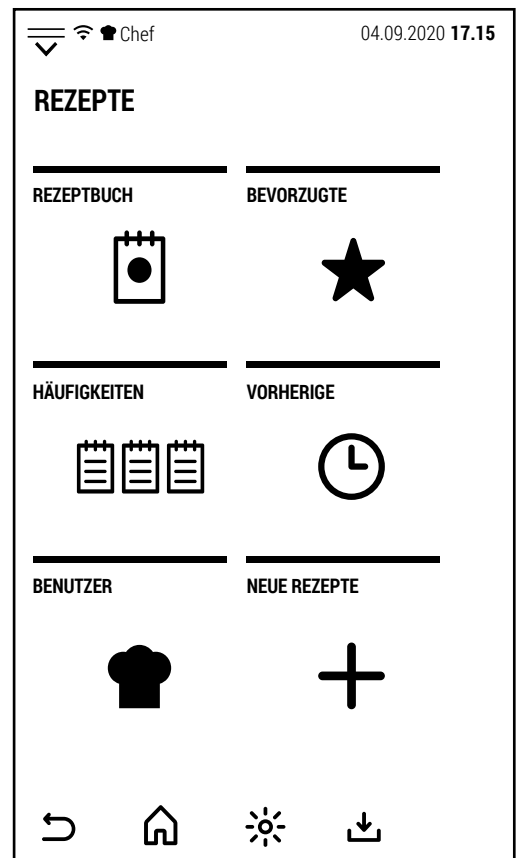 Chef 04.09.2020 17.15
REZEPTE
REZEPTBUCH BEVORZUGTE
HÄUFIGKEITEN VORHERIGE
BENUTZER NEUE REZEPTE